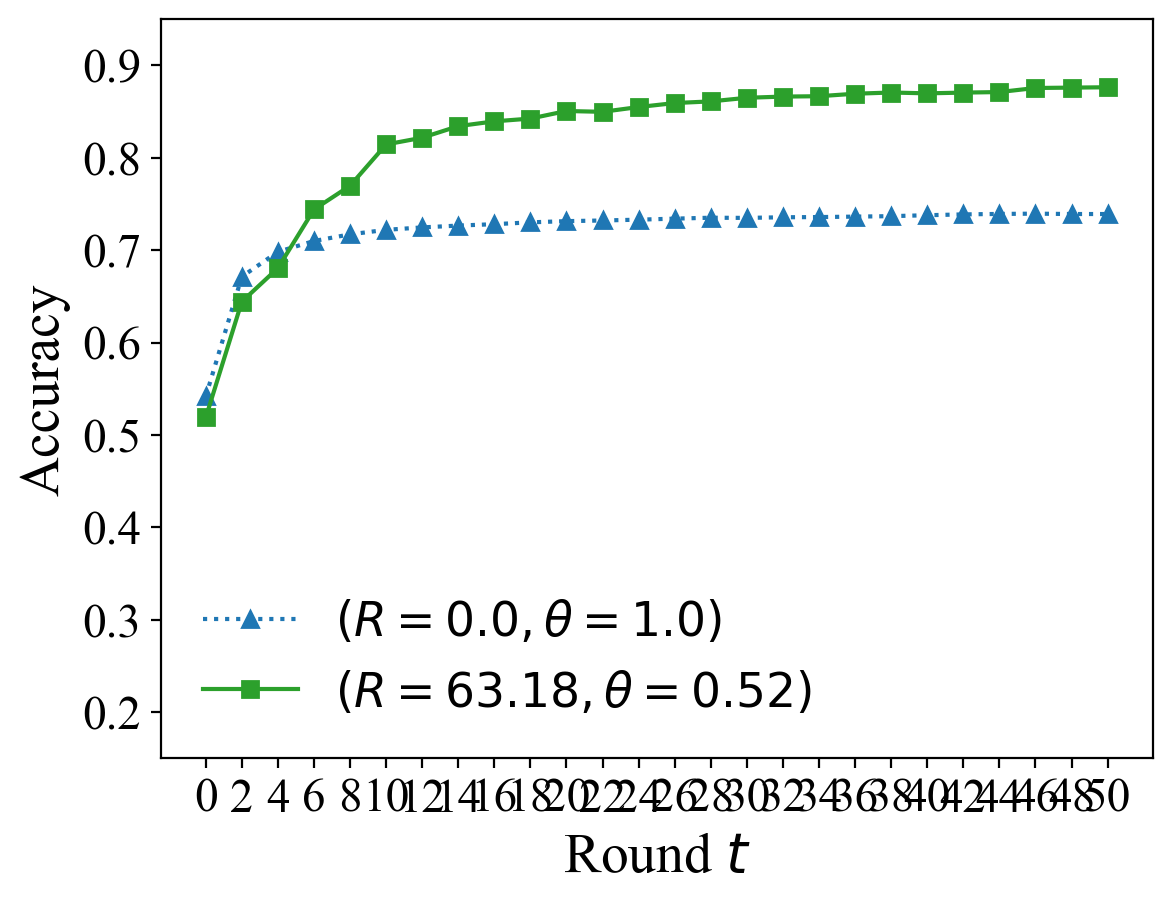 Accuracy
0.9
0.8
0.7
0.6
0.5
0.4
0.3
0.2
(R = 0.0, θ = 1.0)
(R = 63.18, θ = 0.52)
0 2 4 6 8 10 12 14 16 18 20 22 24 26 28 30 32 34 36 38 40 42 44 46 48 50
Round t